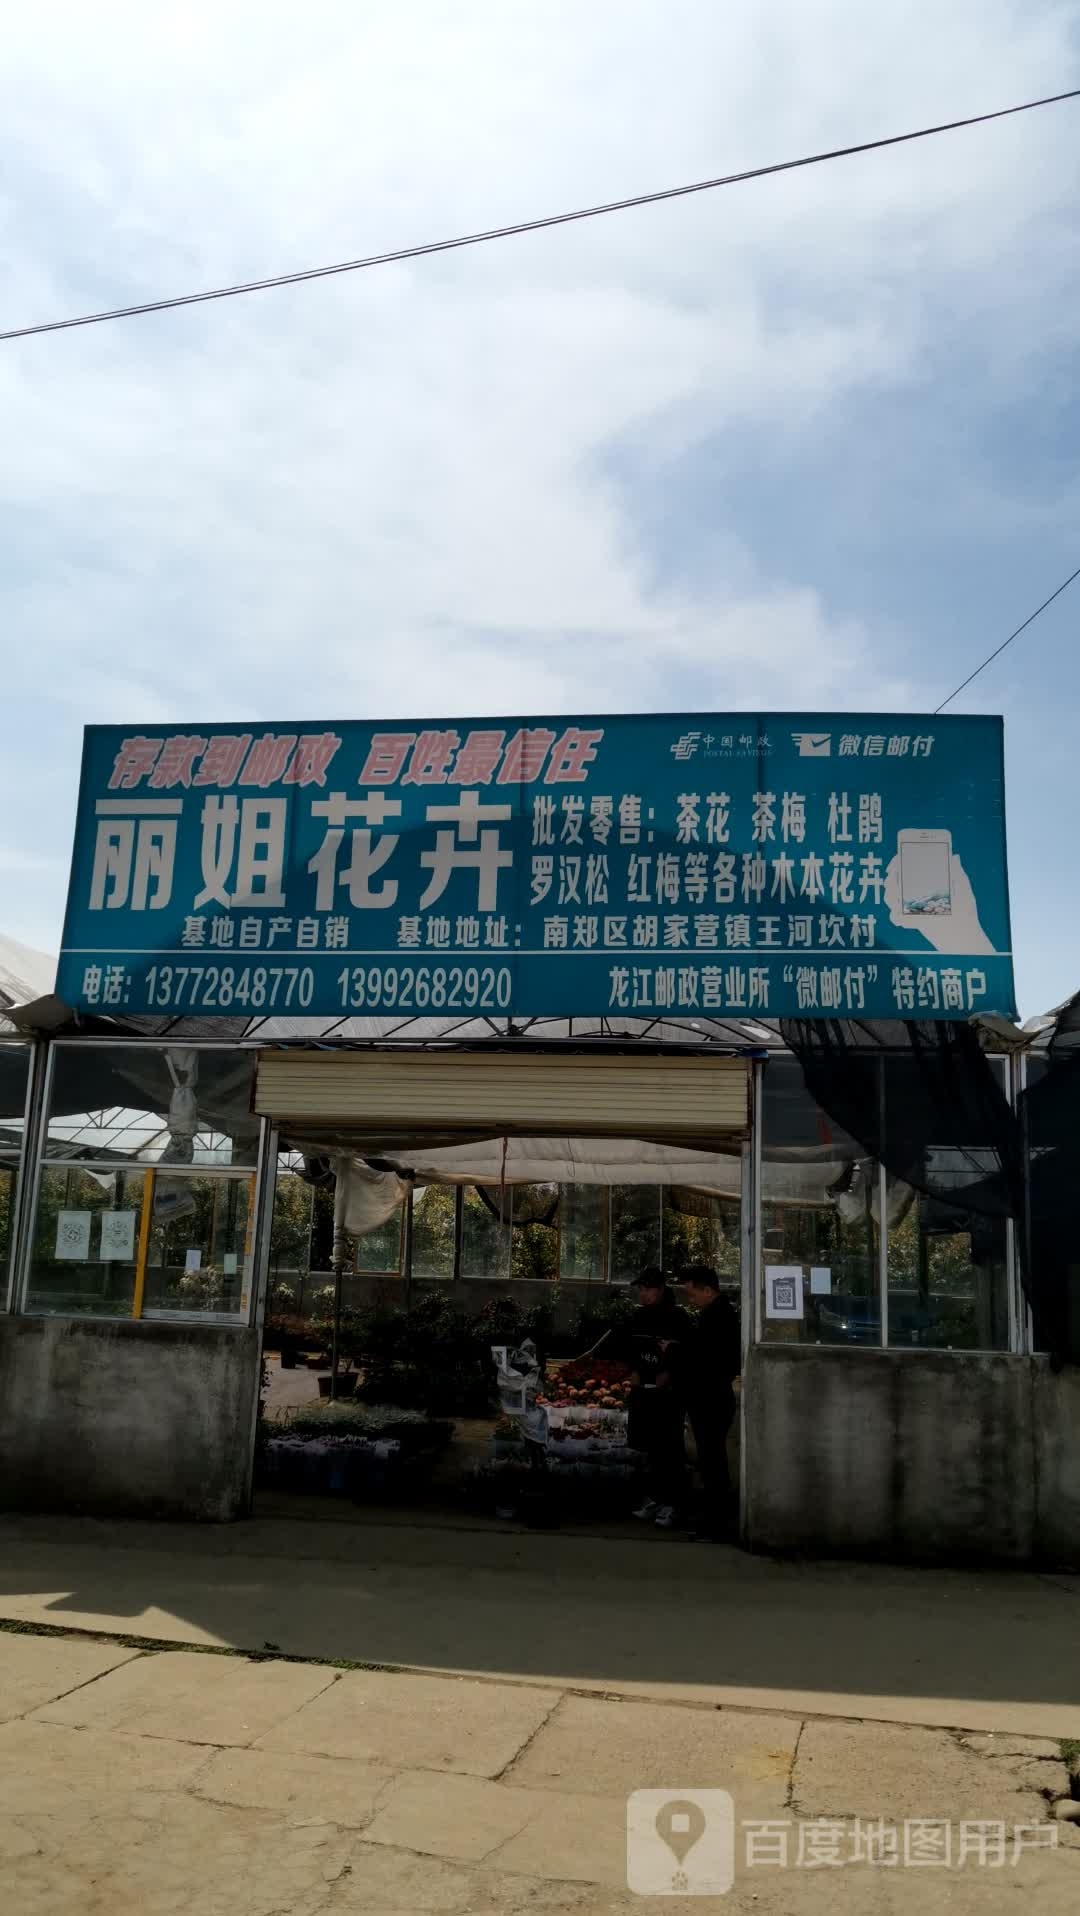 存款到邮政 百姓最信任
中国邮政
POSTAL SAVINGS
微信邮付
丽姐花卉
批发零售：茶花 茶梅 杜鹃
罗汉松 红梅等各种木本花卉
基地自产自销 基地地址：南郑区胡家营镇王河坎村
电话：13772848770 13992682920
龙江邮政营业所“微邮付”特约商户
百度地图用户